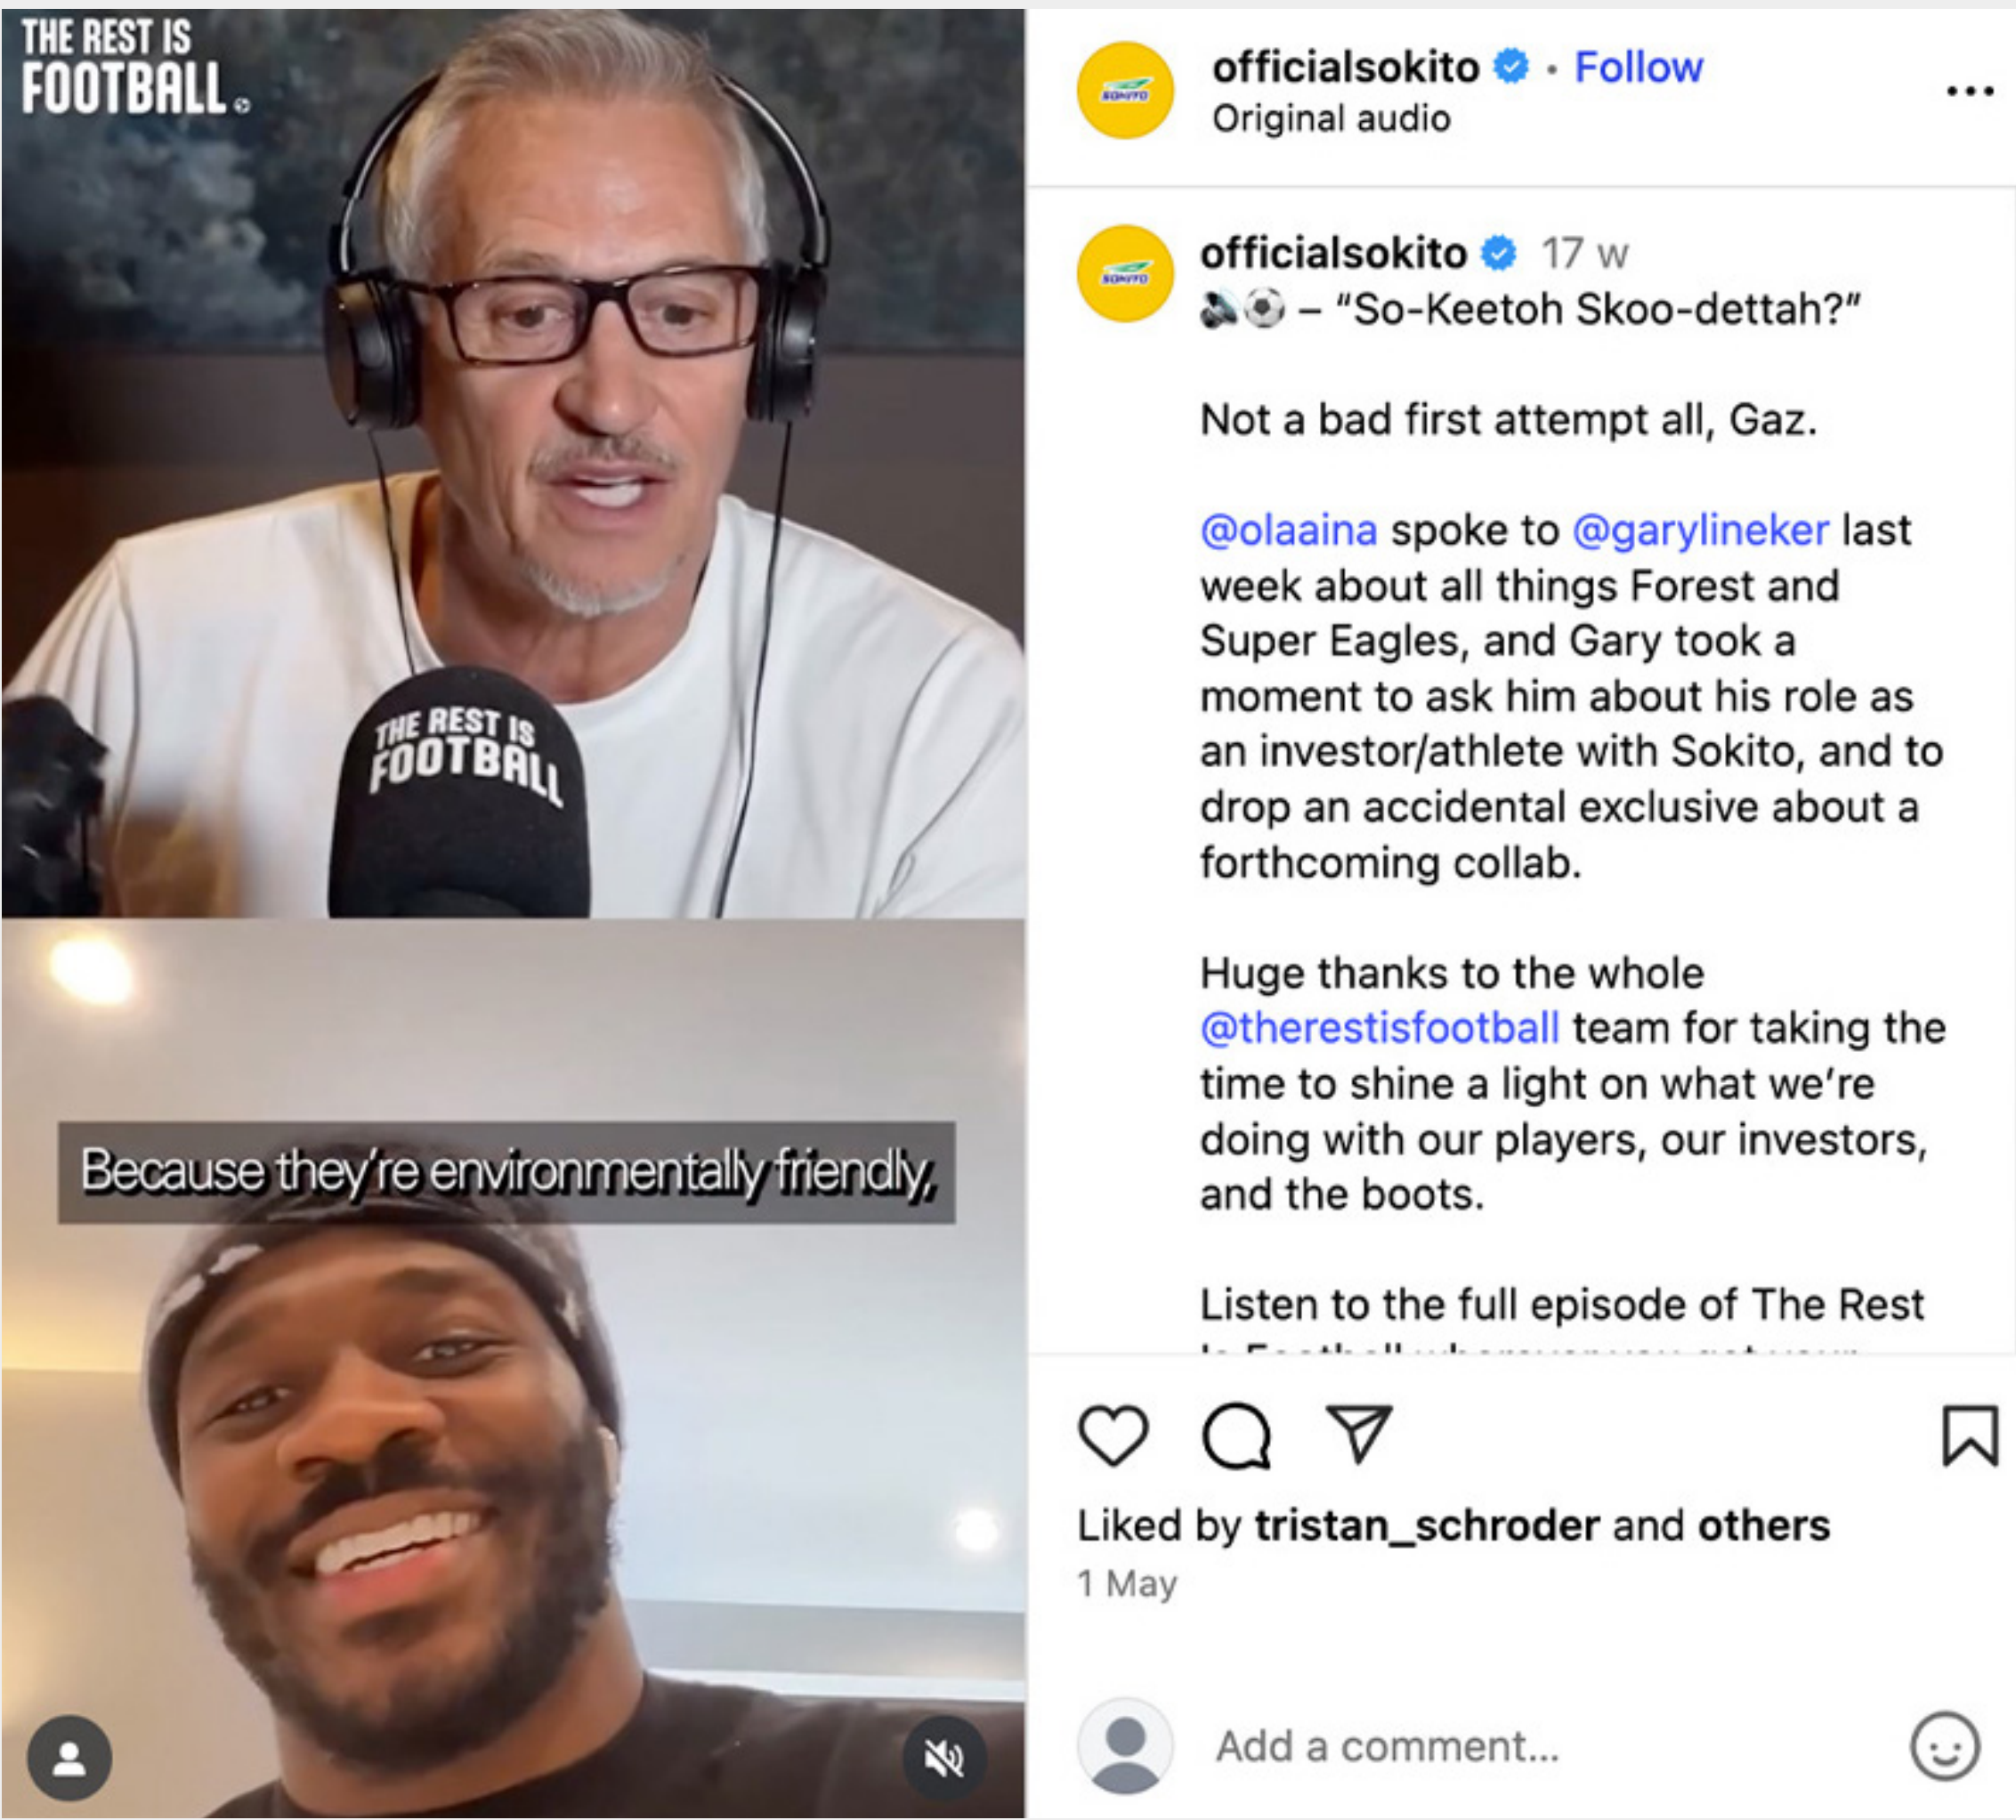 THE REST IS
FOOTBALL
THE REST IS
FOOTBALL
Because they're environmentally friendly,
SOKITO
officialsokito • Follow
Original audio
SOKITO
officialsokito 17 w
🔊⚽ – “So-Keetoh Skoo-dettah?”
Not a bad first attempt all, Gaz.
@olaaina spoke to @garylineker last
week about all things Forest and
Super Eagles, and Gary took a
moment to ask him about his role as
an investor/athlete with Sokito, and to
drop an accidental exclusive about a
forthcoming collab.
Huge thanks to the whole
@therestisfootball team for taking the
time to shine a light on what we’re
doing with our players, our investors,
and the boots.
Listen to the full episode of The Rest
Liked by tristan_schroder and others
1 May
Add a comment...